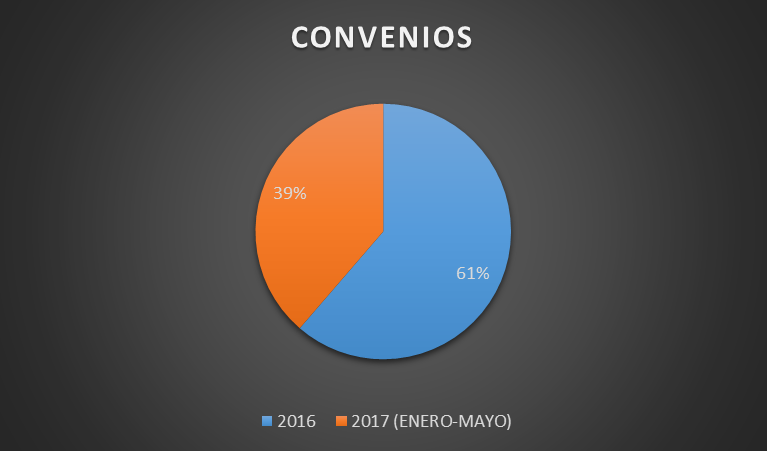 CONVENIOS
39%
61%
2016
2017 (ENERO-MAYO)